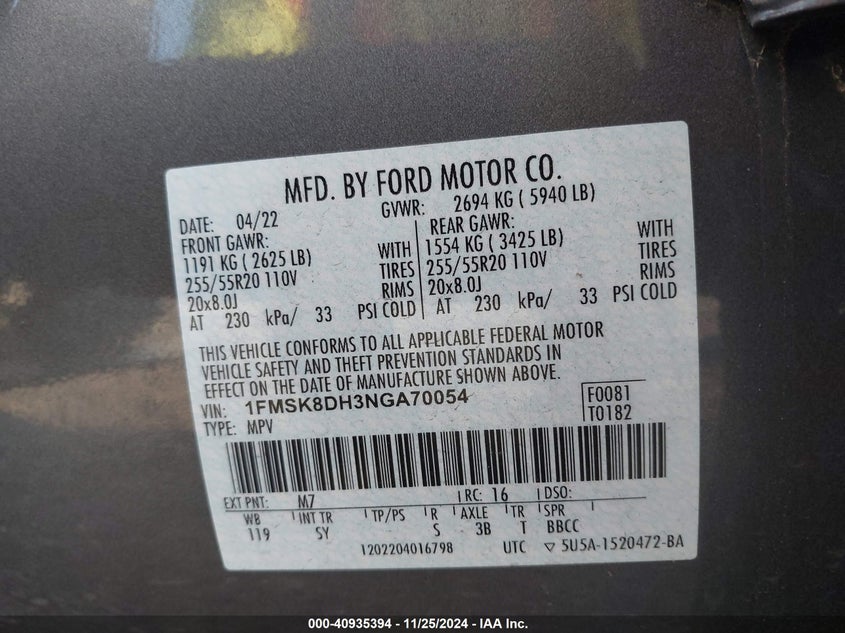 MFD. BY FORD MOTOR CO.
DATE: 04/22 GVWR: 2694 KG ( 5940 LB)
FRONT GAWR: REAR GAWR:
1191 KG ( 2625 LB) WITH 1554 KG ( 3425 LB) WITH
255/55R20 110V TIRES 255/55R20 110V TIRES
20x8.0J RIMS 20x8.0J RIMS
AT 230 kPa/ 33 PSI COLD AT 230 kPa/ 33 PSI COLD
THIS VEHICLE CONFORMS TO ALL APPLICABLE FEDERAL MOTOR
VEHICLE SAFETY AND THEFT PREVENTION STANDARDS IN
EFFECT ON THE DATE OF MANUFACTURE SHOWN ABOVE.
VIN: 1FMSK8DH3NGA70054 F0081
TYPE: MPV T0182
EXT PNT: M7 RC: 16 DSO:
WB INT TR TP/PS R AXLE TR SPR
119 SY S 3B T BBCC
1202204016798 UTC ▽ 5U5A-1520472-BA
000-40935394 - 11/25/2024 - IAA Inc.